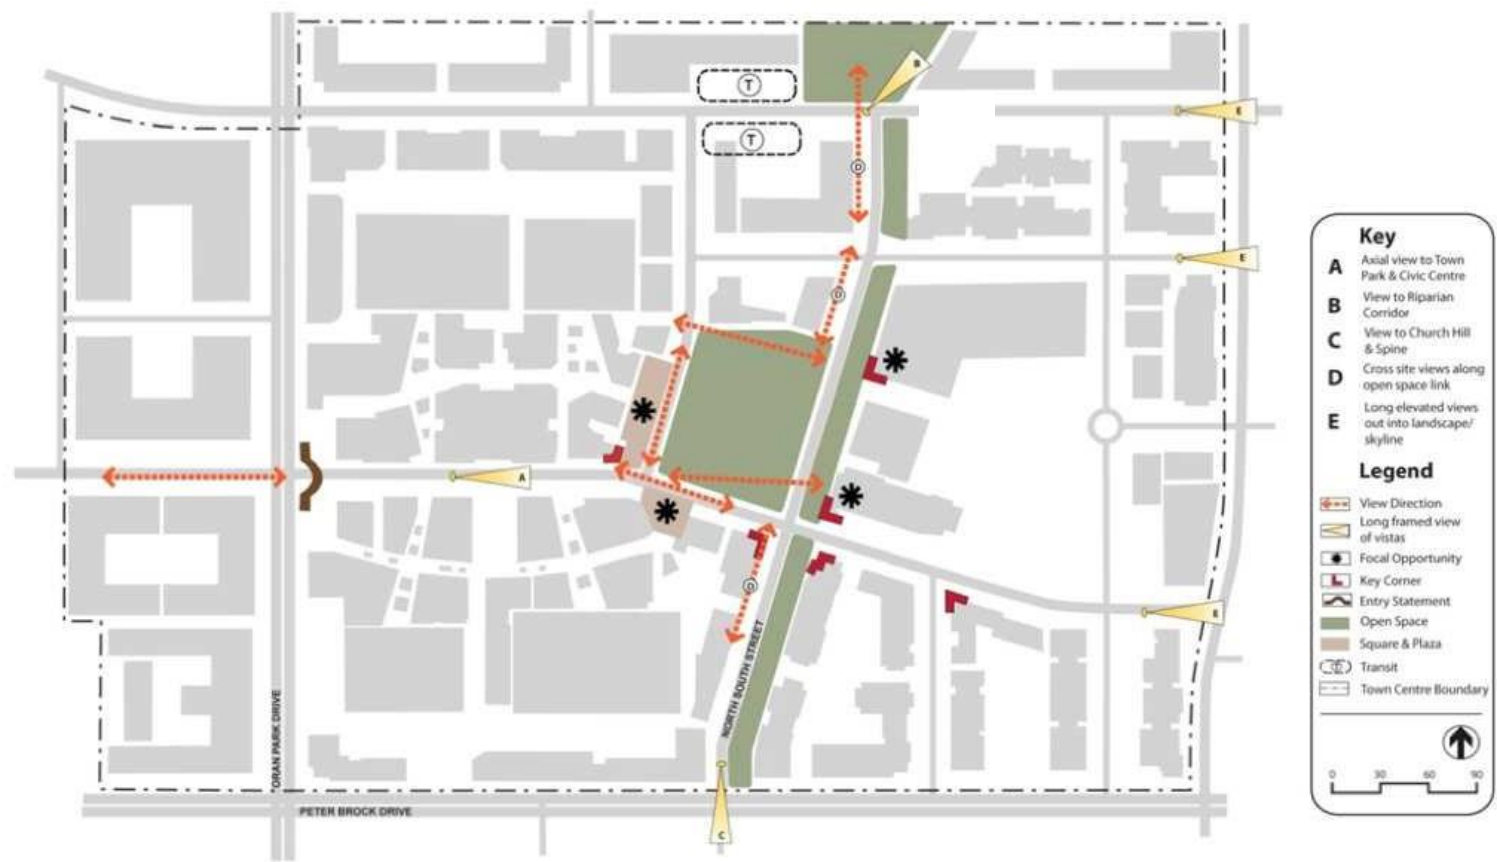 B
T
E
T
D
E
D
A
D
E
NORTH SOUTH STREET
ORAN PARK DRIVE
PETER BROCK DRIVE
C
Key
A Axial view to Town
Park & Civic Centre
B View to Riparian
Corridor
C View to Church Hill
& Spine
D Cross site views along
open space link
E Long elevated views
out into landscape/
skyline
Legend
View Direction
Long framed view
of vistas
Focal Opportunity
Key Corner
Entry Statement
Open Space
Square & Plaza
Transit
Town Centre Boundary
0 30 60 90